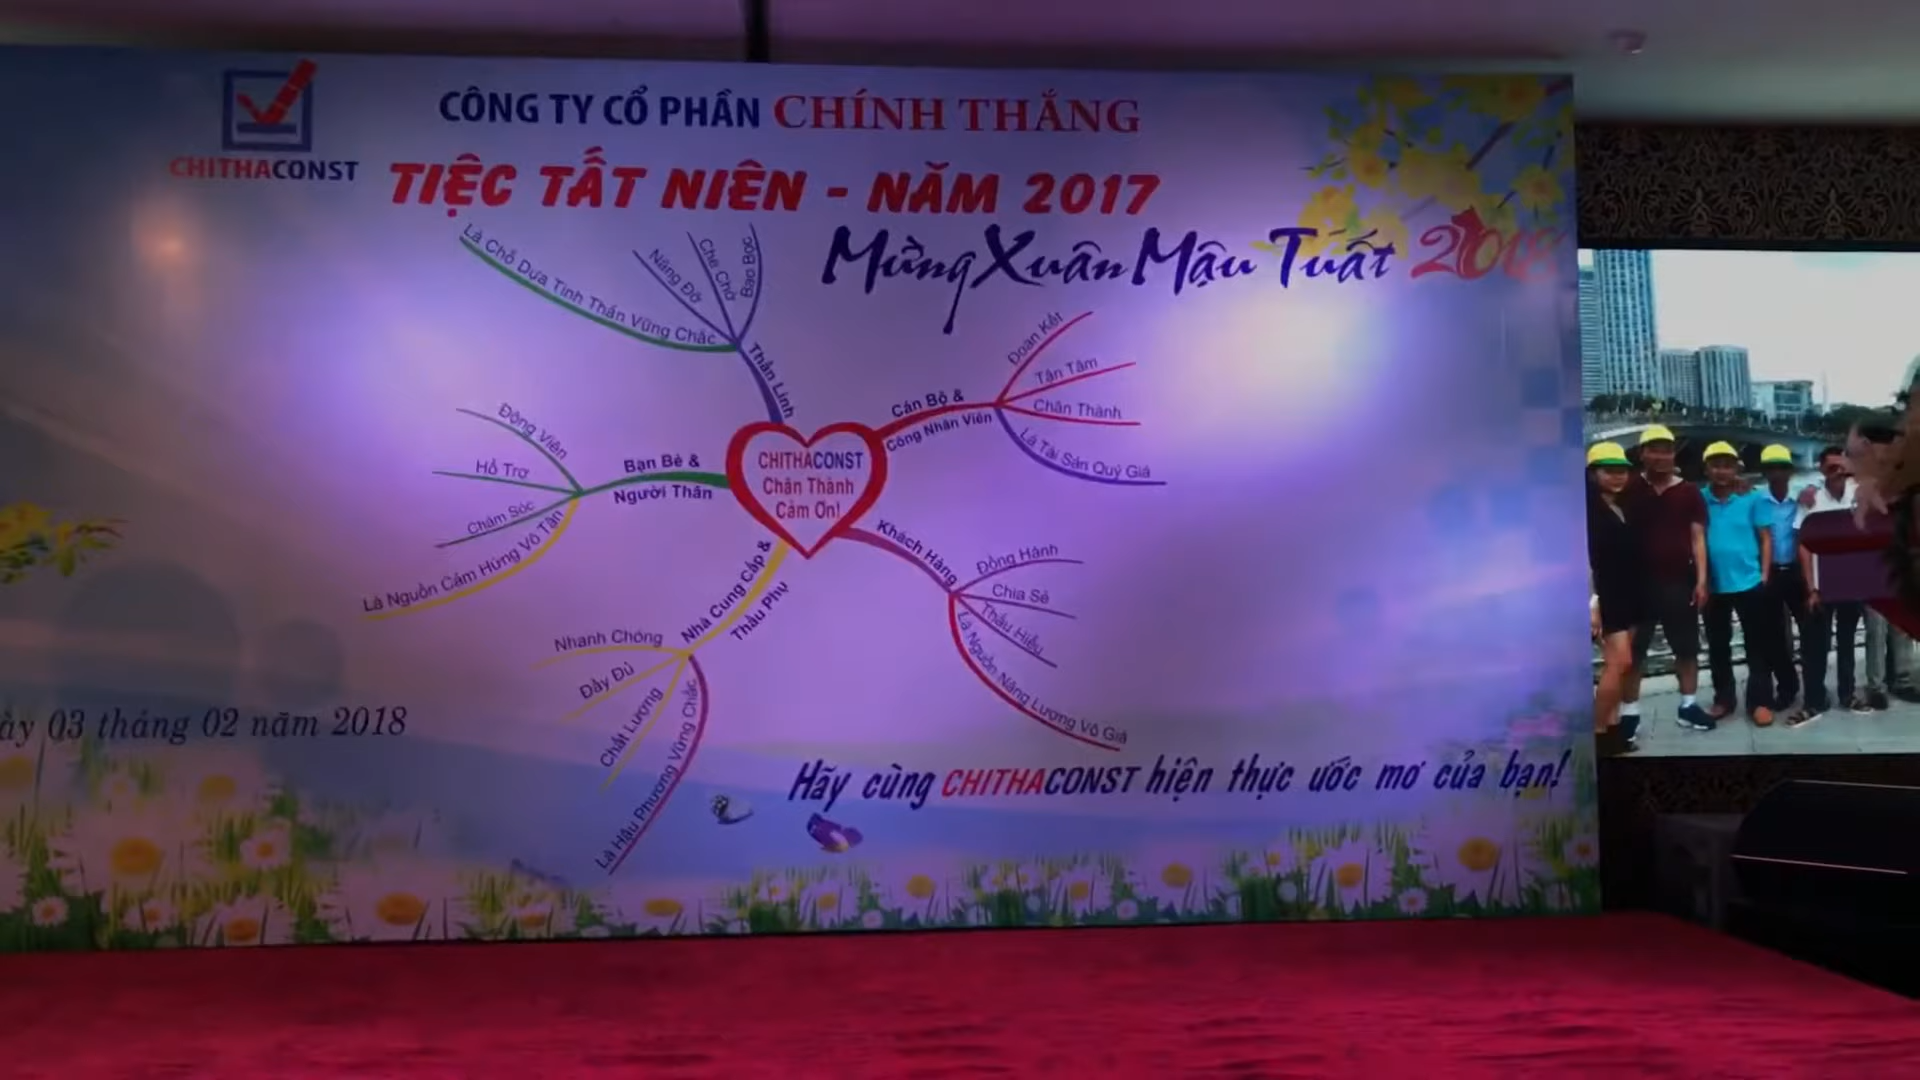 CHITHACONST
CÔNG TY CỔ PHẦN CHÍNH THẮNG
TIỆC TẤT NIÊN - NĂM 2017
Mừng Xuân Mậu Tuất 2018
Là Chỗ Dựa Tinh Thần Vững Chắc
Nâng Đỡ
Che Chở
Bao Bọc
Thần Linh
Cán Bộ &
Công Nhân Viên
Đoàn Kết
Tận Tâm
Chân Thành
Là Tài Sản Quý Giá
Động Viên
Hỗ Trợ
Chăm Sóc
Là Nguồn Cảm Hứng Vô Tận
Bạn Bè &
Người Thân
CHITHACONST
Chân Thành
Cảm Ơn!
Khách Hàng
Đồng Hành
Chia Sẻ
Thấu Hiểu
Là Nguồn Năng Lượng Vô Giá
Nhà Cung Cấp &
Thầu Phụ
Nhanh Chóng
Đầy Đủ
Chất Lượng
Là Hậu Phương Vững Chắc
03 tháng 02 năm 2018
Hãy cùng CHITHACONST hiện thực ước mơ của bạn!